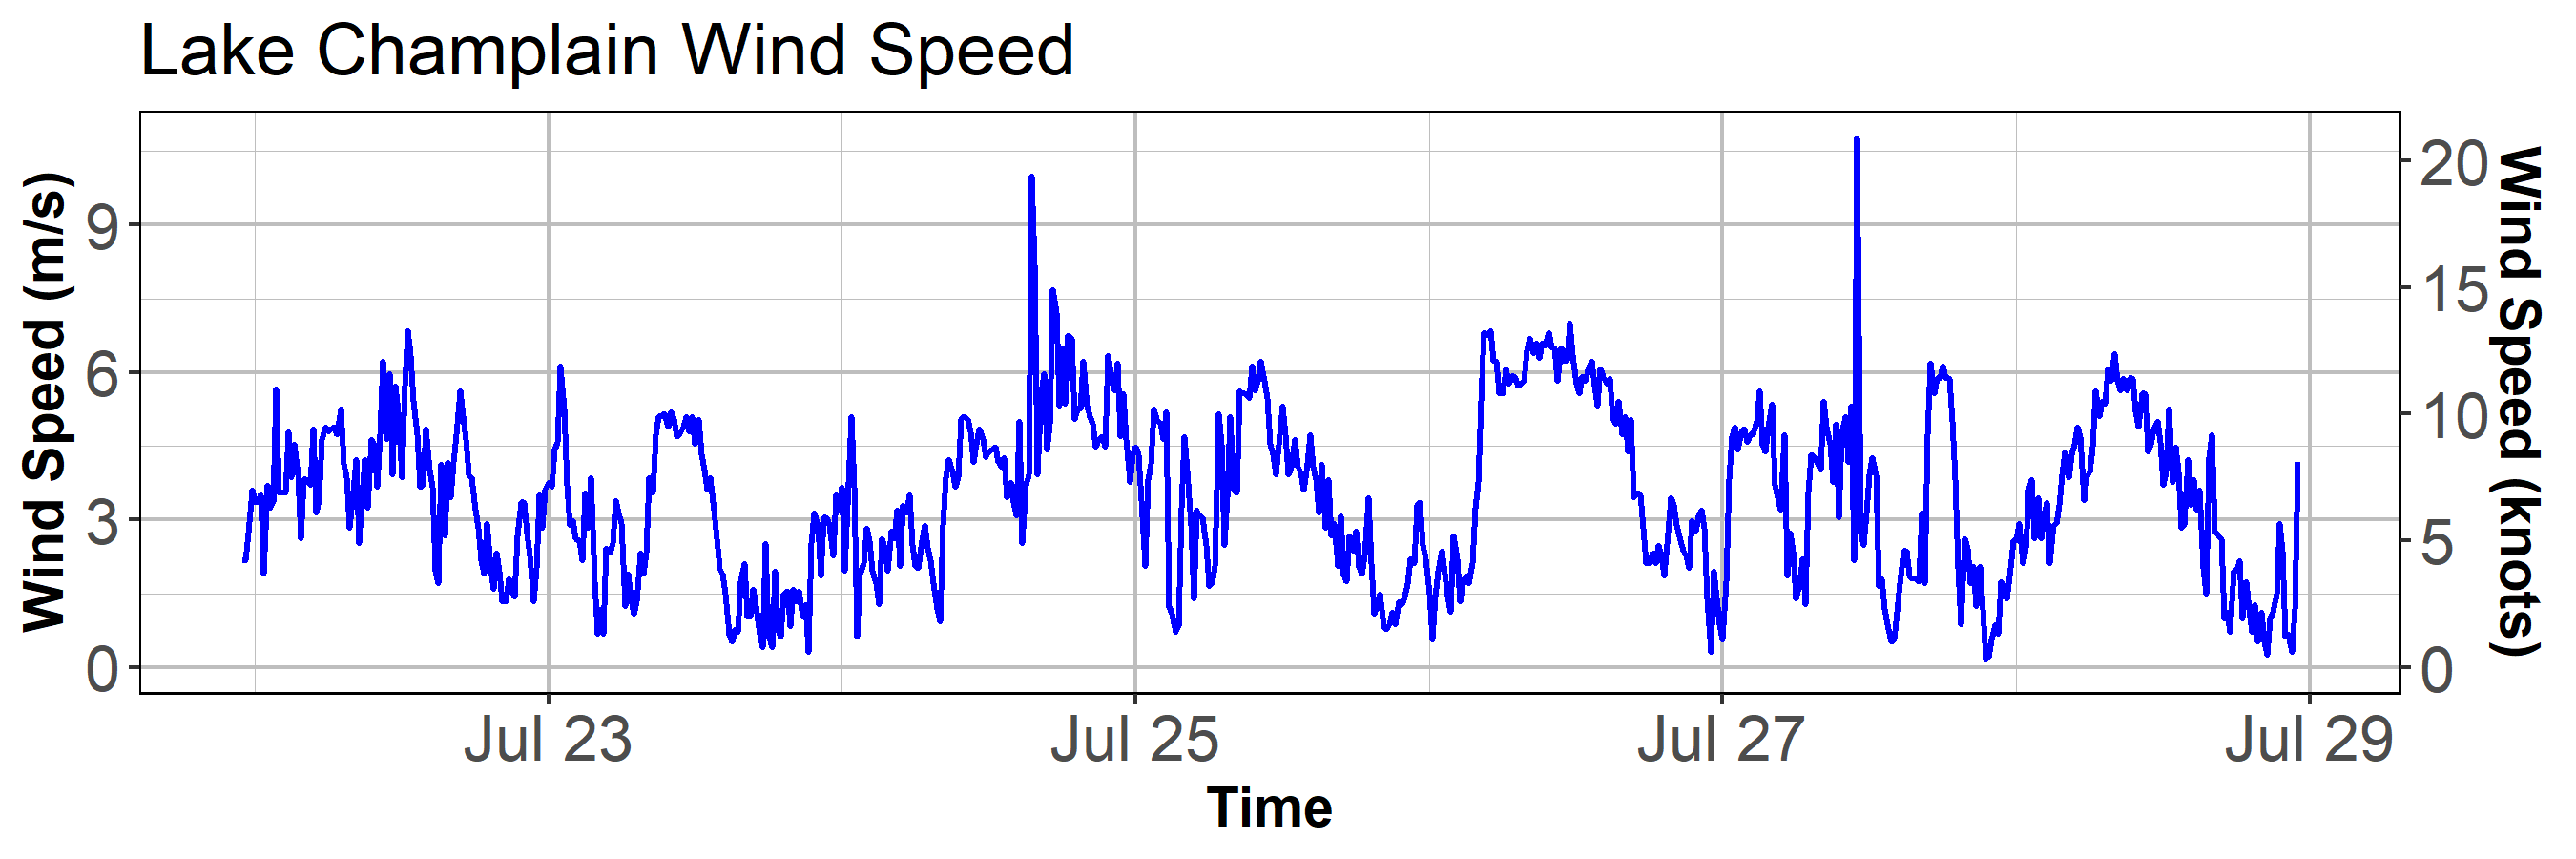 Lake Champlain Wind Speed
Wind Speed (m/s)
9
6
3
0
20
15
10
5
0
Wind Speed (knots)
Jul 23 Jul 25 Jul 27 Jul 29
Time